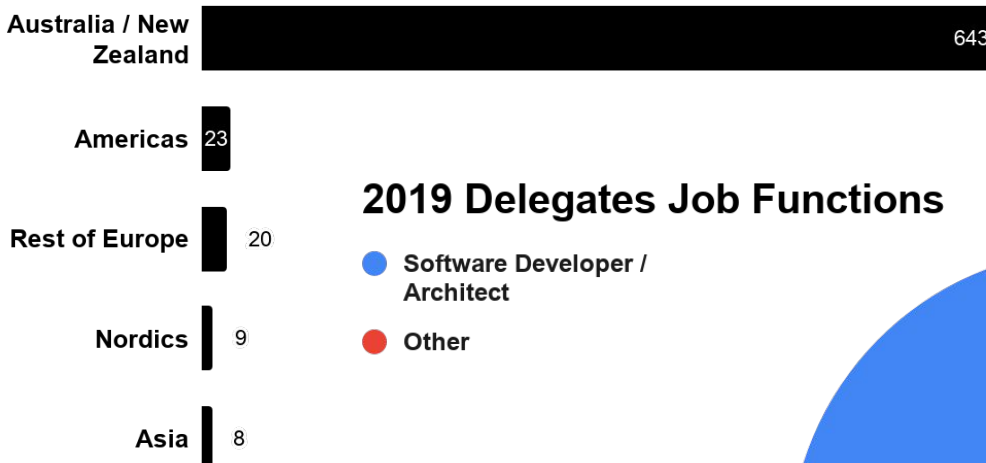 Australia / New
Zealand
643
Americas
23
2019 Delegates Job Functions
Rest of Europe
20
Software Developer /
Architect
Nordics
9
Other
Asia
8